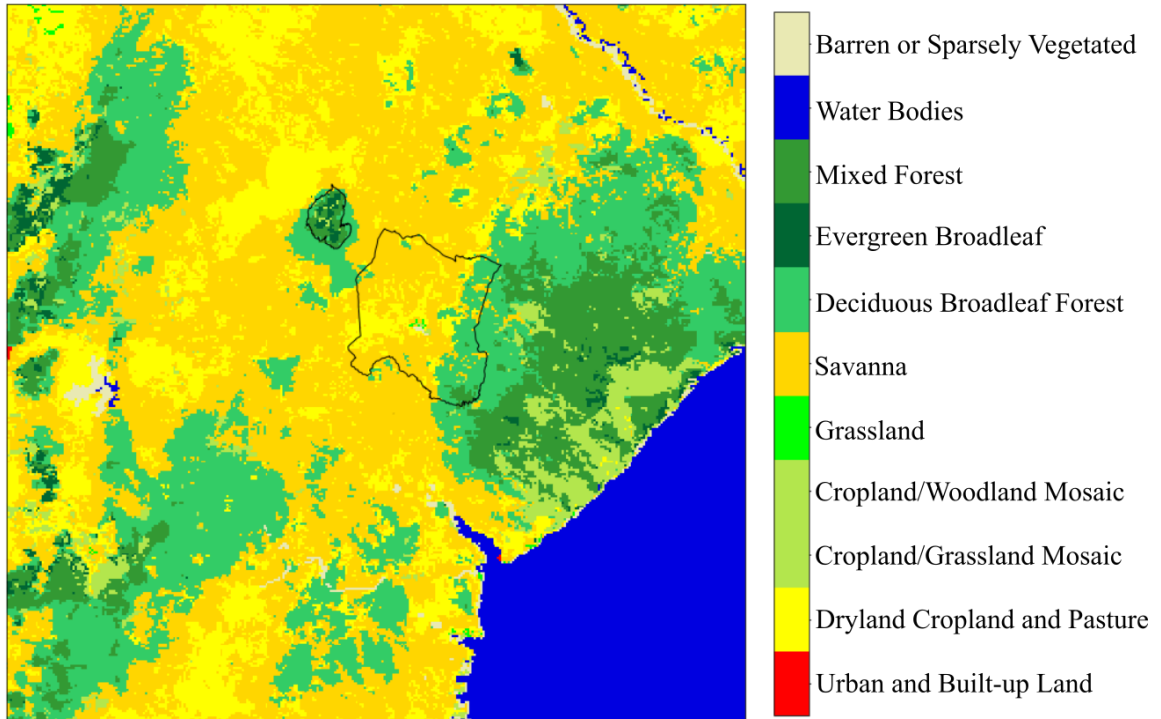 Barren or Sparsely Vegetated
Water Bodies
Mixed Forest
Evergreen Broadleaf
Deciduous Broadleaf Forest
Savanna
Grassland
Cropland/Woodland Mosaic
Cropland/Grassland Mosaic
Dryland Cropland and Pasture
Urban and Built-up Land